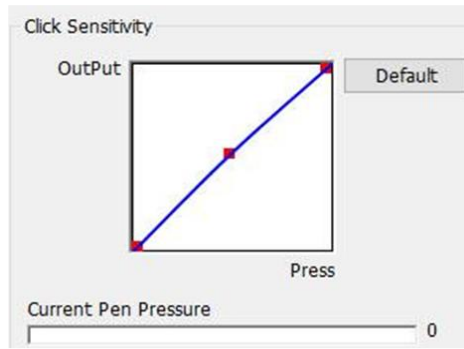 Click Sensitivity
OutPut
Default
Press
Current Pen Pressure
0